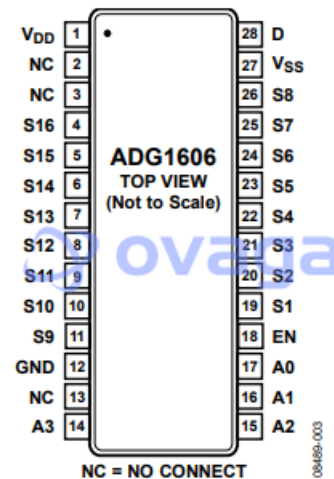 VDD 1 28 D
NC 2 27 VSS
NC 3 26 S8
S16 4 25 S7
S15 5 ADG1606 24 S6
S14 6 TOP VIEW 23 S5
S13 7 (Not to Scale) 22 S4
S12 8 21 S3
S11 9 20 S2
S10 10 19 S1
S9 11 18 EN
GND 12 17 A0
NC 13 16 A1
A3 14 15 A2
NC = NO CONNECT
08489-003
ovaga